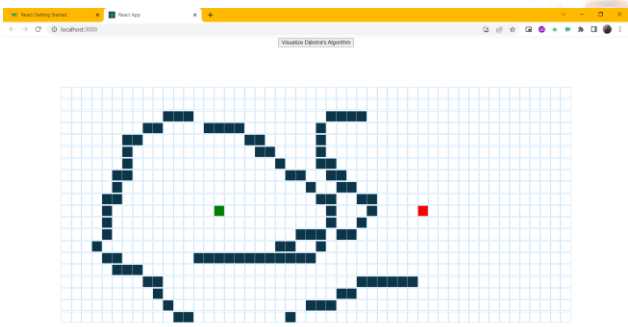 React Getting Started
React App
localhost:3000
Visualize Dijkstra's Algorithm